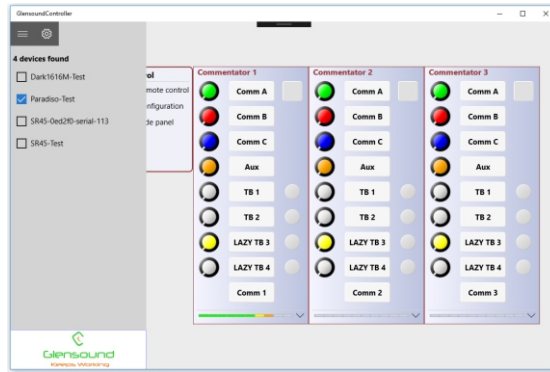 GlensoundController
4 devices found
Dark1616M-Test
Paradiso-Test
SR45-0ed2f0-serial-113
SR45-Test
Glensound
Keeps Working
ol
mote control
nfiguration
de panel
Commentator 1
Comm A
Comm B
Comm C
Aux
TB 1
TB 2
LAZY TB 3
LAZY TB 4
Comm 1
Commentator 2
Comm A
Comm B
Comm C
Aux
TB 1
TB 2
LAZY TB 3
LAZY TB 4
Comm 2
Commentator 3
Comm A
Comm B
Comm C
Aux
TB 1
TB 2
LAZY TB 3
LAZY TB 4
Comm 3